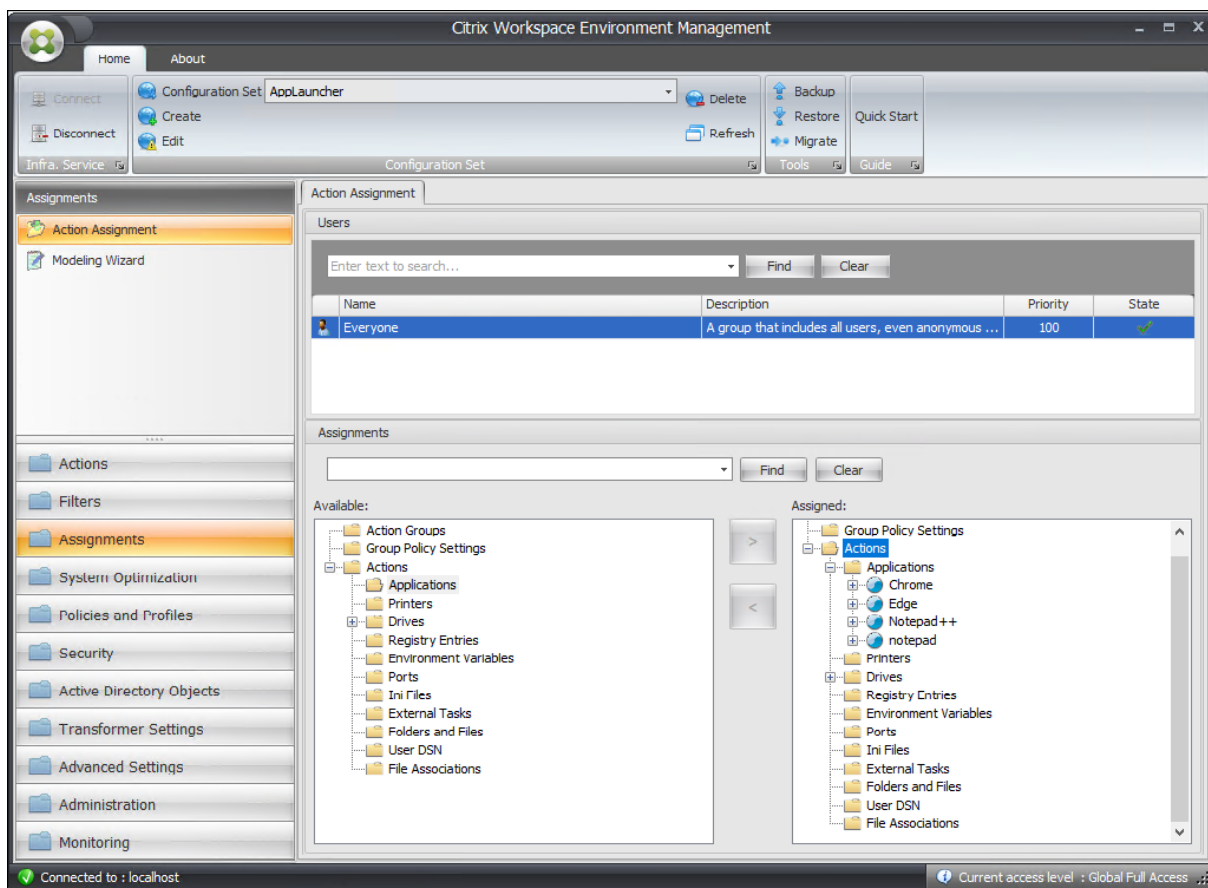 Citrix Workspace Environment Management
Home About
Connect
Disconnect
Infra. Service
Configuration Set AppLauncher
Create
Edit
Delete
Refresh
Configuration Set
Backup
Restore
Migrate
Tools
Quick Start
Guide
Assignments
Action Assignment
Modeling Wizard
Actions
Filters
Assignments
System Optimization
Policies and Profiles
Security
Active Directory Objects
Transformer Settings
Advanced Settings
Administration
Monitoring
Action Assignment
Users
Enter text to search...
Find Clear
Name Description Priority State
Everyone A group that includes all users, even anonymous ... 100
Assignments
Find Clear
Available:
Action Groups
Group Policy Settings
Actions
Applications
Printers
Drives
Registry Entries
Environment Variables
Ports
Ini Files
External Tasks
Folders and Files
User DSN
File Associations
>
<
Assigned:
Group Policy Settings
Actions
Applications
Chrome
Edge
Notepad++
notepad
Printers
Drives
Registry Entries
Environment Variables
Ports
Ini Files
External Tasks
Folders and Files
User DSN
File Associations
Connected to : localhost
Current access level : Global Full Access